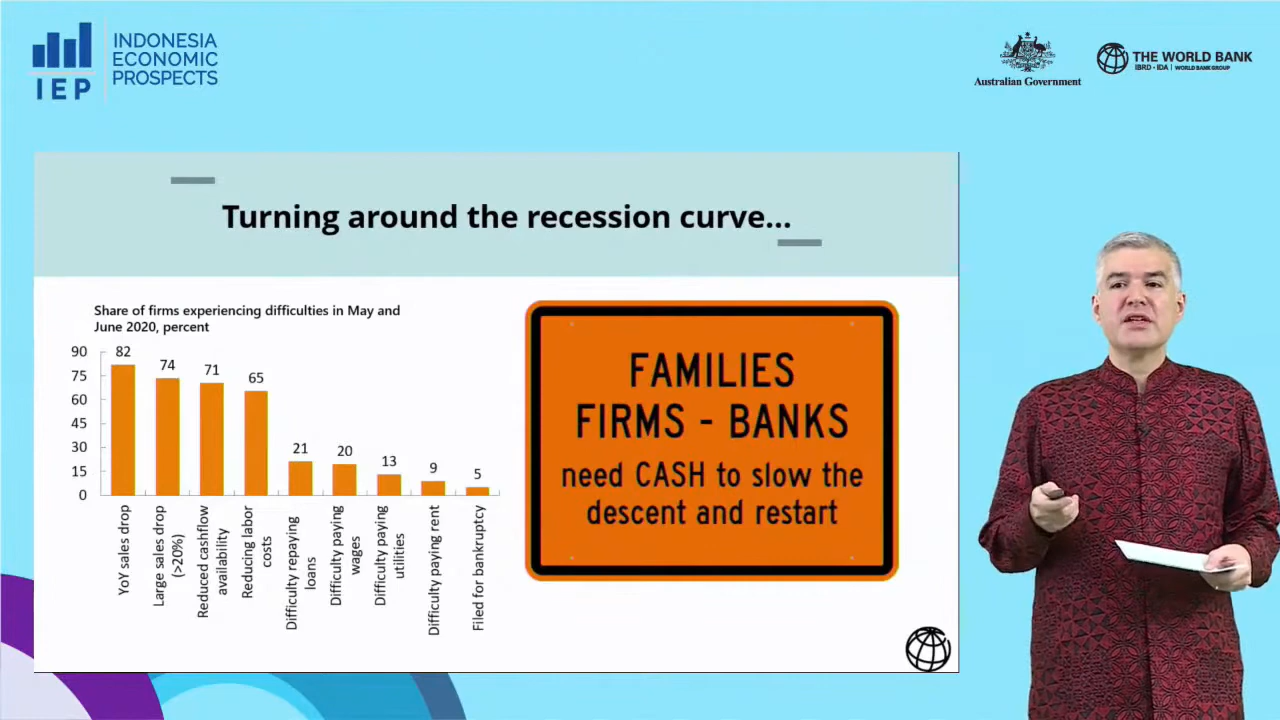 INDONESIA
ECONOMIC
PROSPECTS
IEP
Australian Government
THE WORLD BANK
IBRD • IDA | WORLD BANK GROUP
Turning around the recession curve...
Share of firms experiencing difficulties in May and
June 2020, percent
90
75
60
45
30
15
0
82
74
71
65
21
20
13
9
5
YoY sales drop
Large sales drop
(>20%)
Reduced cashflow
availability
Reducing labor
costs
Difficulty repaying
loans
Difficulty paying
wages
Difficulty paying
utilities
Difficulty paying rent
Filed for bankruptcy
FAMILIES
FIRMS - BANKS
need CASH to slow the
descent and restart